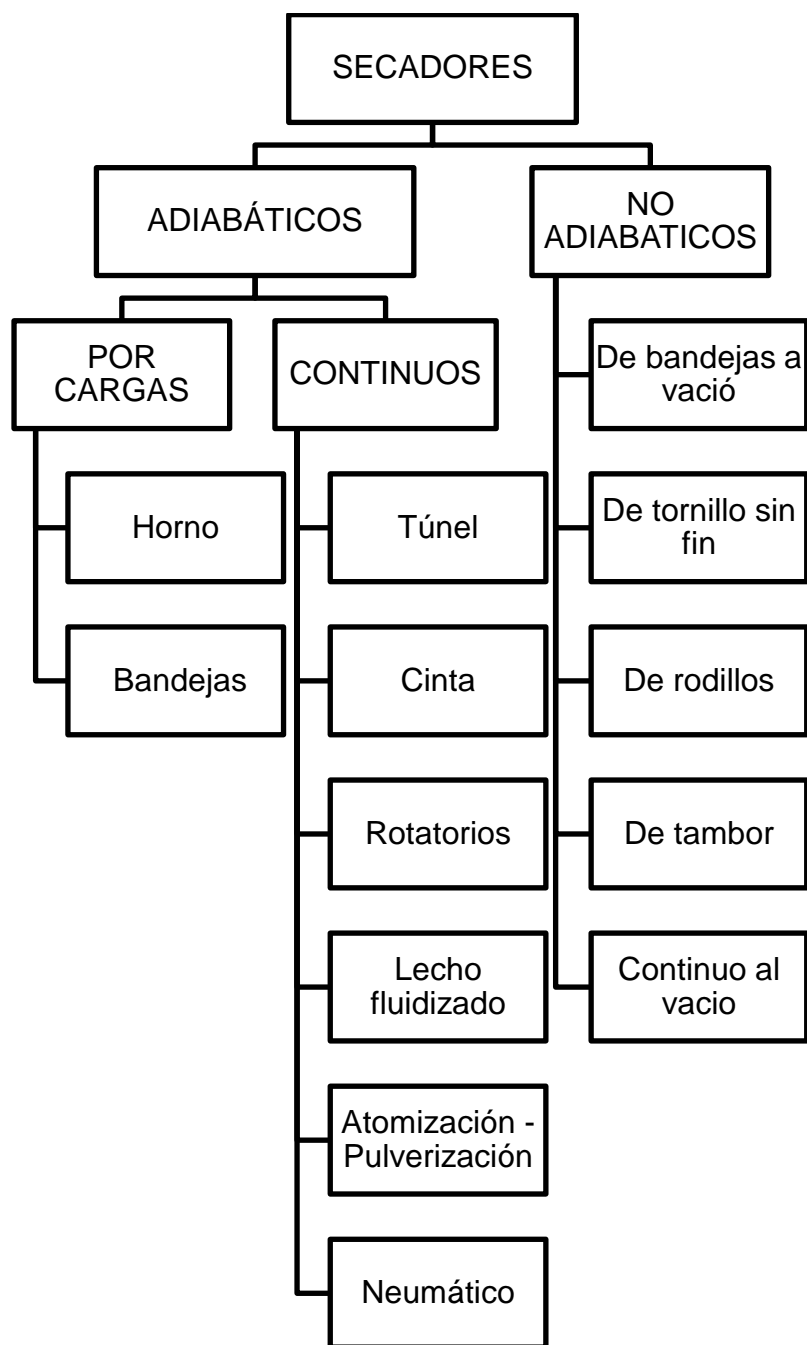 SECADORES
ADIABÁTICOS
NO
ADIABATICOS
POR
CARGAS
CONTINUOS
De bandejas a
vació
Horno
Túnel
De tornillo sin
fin
Bandejas
Cinta
De rodillos
Rotatorios
De tambor
Lecho
fluidizado
Continuo al
vacio
Atomización -
Pulverización
Neumático